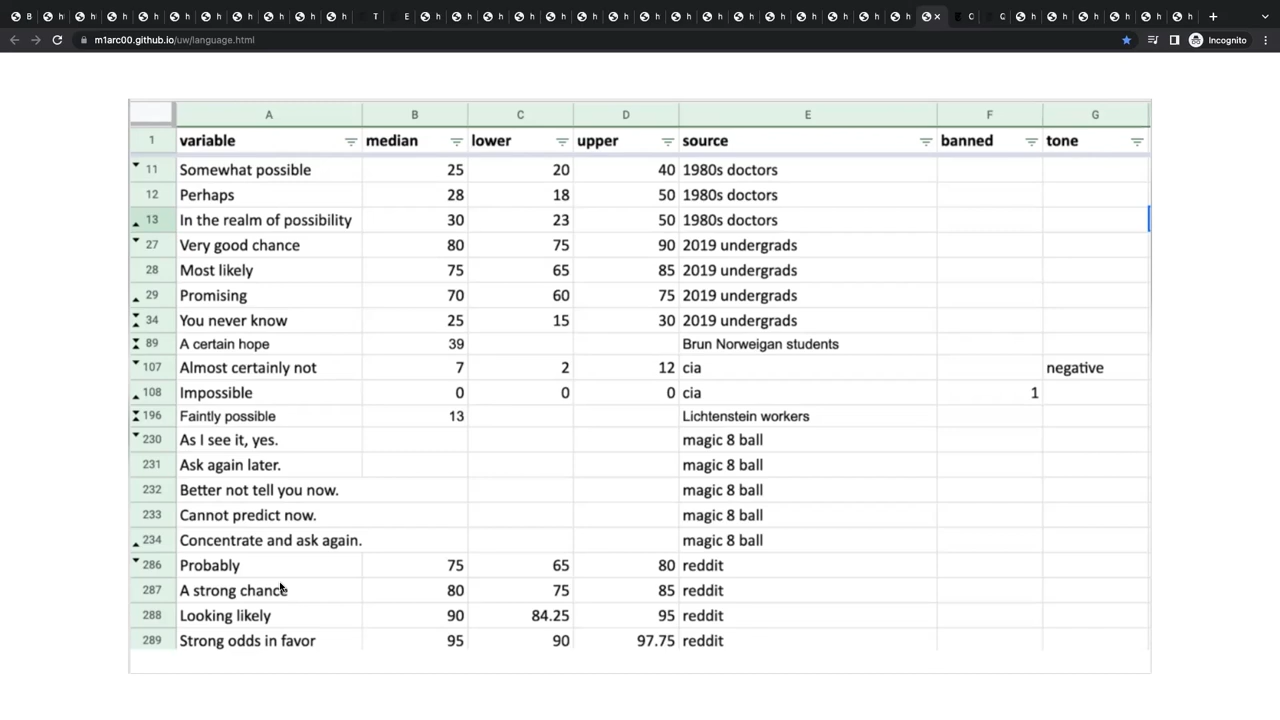 B h h h h h h h h h h T E h h h h h h h h h h h h h h h h C Q h h h h h h
m1arc00.github.io/uw/language.html Incognito
A B C D E F G
1 variable median lower upper source banned tone
11 Somewhat possible 25 20 40 1980s doctors
12 Perhaps 28 18 50 1980s doctors
13 In the realm of possibility 30 23 50 1980s doctors
27 Very good chance 80 75 90 2019 undergrads
28 Most likely 75 65 85 2019 undergrads
29 Promising 70 60 75 2019 undergrads
34 You never know 25 15 30 2019 undergrads
89 A certain hope 39 Brun Norweigan students
107 Almost certainly not 7 2 12 cia negative
108 Impossible 0 0 0 cia 1
196 Faintly possible 13 Lichtenstein workers
230 As I see it, yes. magic 8 ball
231 Ask again later. magic 8 ball
232 Better not tell you now. magic 8 ball
233 Cannot predict now. magic 8 ball
234 Concentrate and ask again. magic 8 ball
286 Probably 75 65 80 reddit
287 A strong chance 80 75 85 reddit
288 Looking likely 90 84.25 95 reddit
289 Strong odds in favor 95 90 97.75 reddit